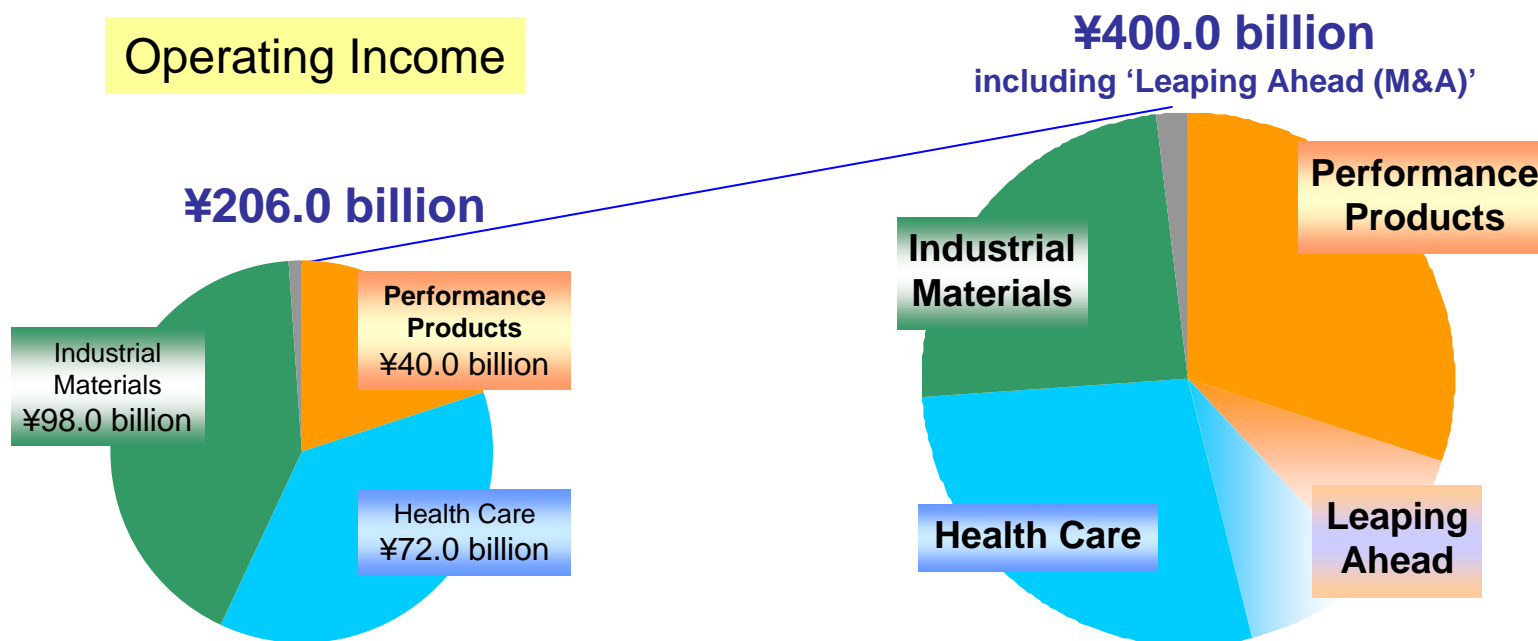 Operating Income
¥206.0 billion
Performance
Products
¥40.0 billion
Industrial
Materials
¥98.0 billion
Health Care
¥72.0 billion
¥400.0 billion
including ‘Leaping Ahead (M&A)’
Performance
Products
Industrial
Materials
Health Care
Leaping
Ahead